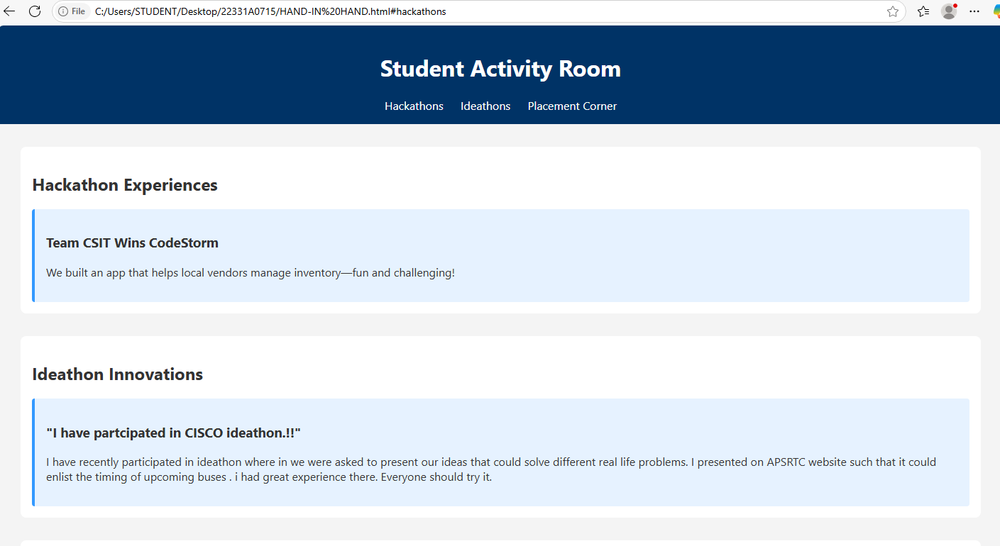 File C:/Users/STUDENT/Desktop/22331A0715/HAND-IN%20HAND.html#hackathons
Student Activity Room
Hackathons Ideathons Placement Corner
Hackathon Experiences
Team CSIT Wins CodeStorm
We built an app that helps local vendors manage inventory—fun and challenging!
Ideathon Innovations
"I have partcipated in CISCO ideathon.!!"
I have recently participated in ideathon where in we were asked to present our ideas that could solve different real life problems. I presented on APSRTC website such that it could
enlist the timing of upcoming buses . i had great experience there. Everyone should try it.